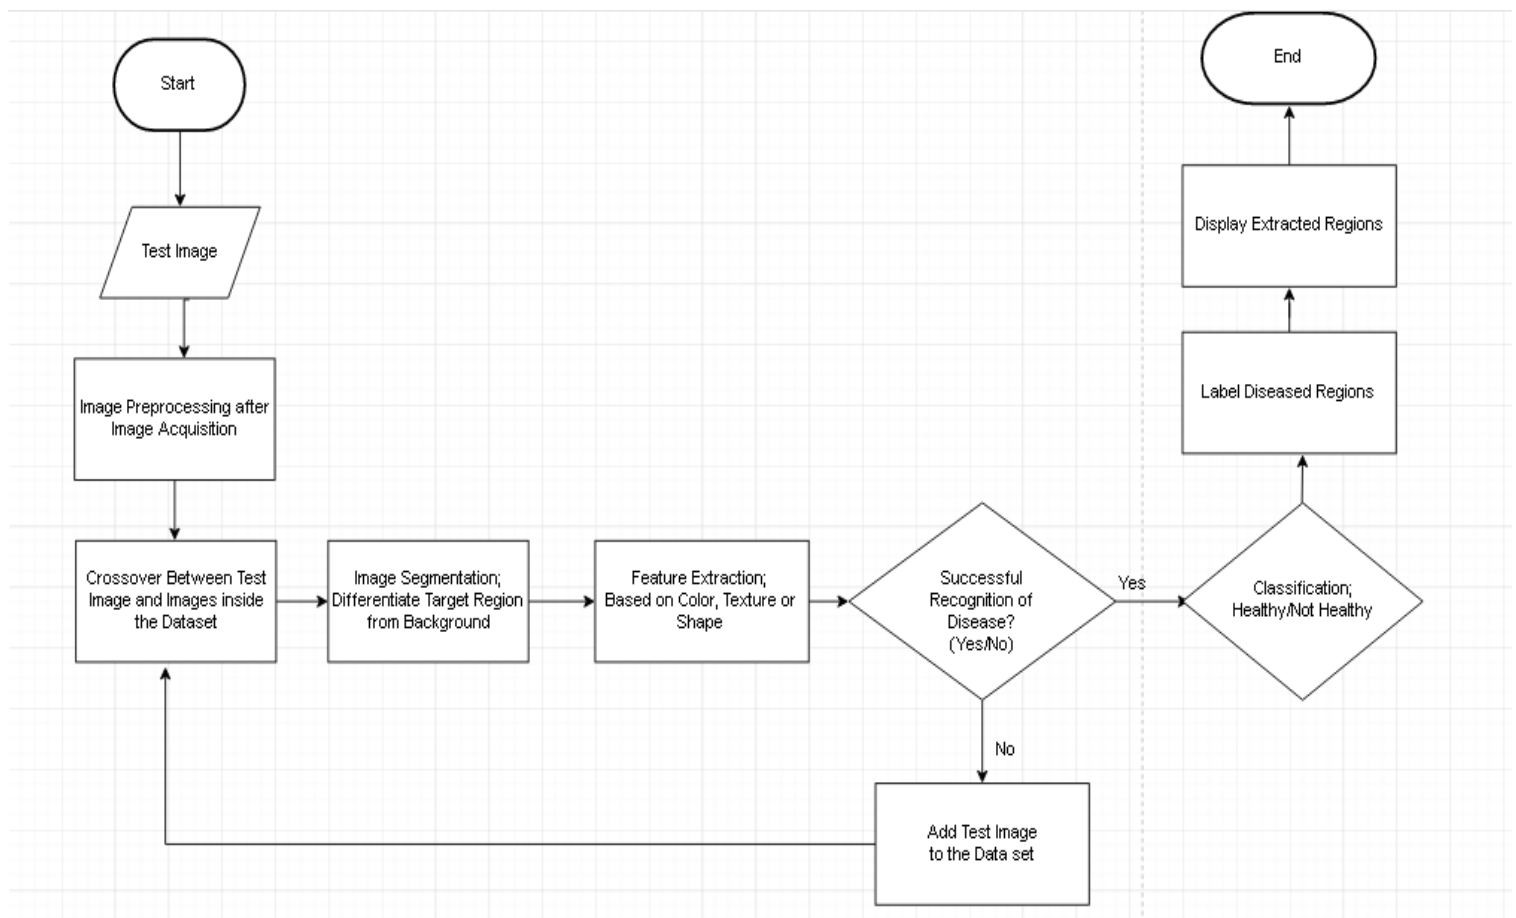 Start
Test Image
Image Preprocessing after
Image Acquisition
Crossover Between Test
Image and Images inside
the Dataset
Image Segmentation;
Differentiate Target Region
from Background
Feature Extraction;
Based on Color, Texture or
Shape
Successful
Recognition of
Disease?
(Yes/No)
Yes
No
Add Test Image
to the Data set
Classification;
Healthy/Not Healthy
Label Diseased Regions
Display Extracted Regions
End